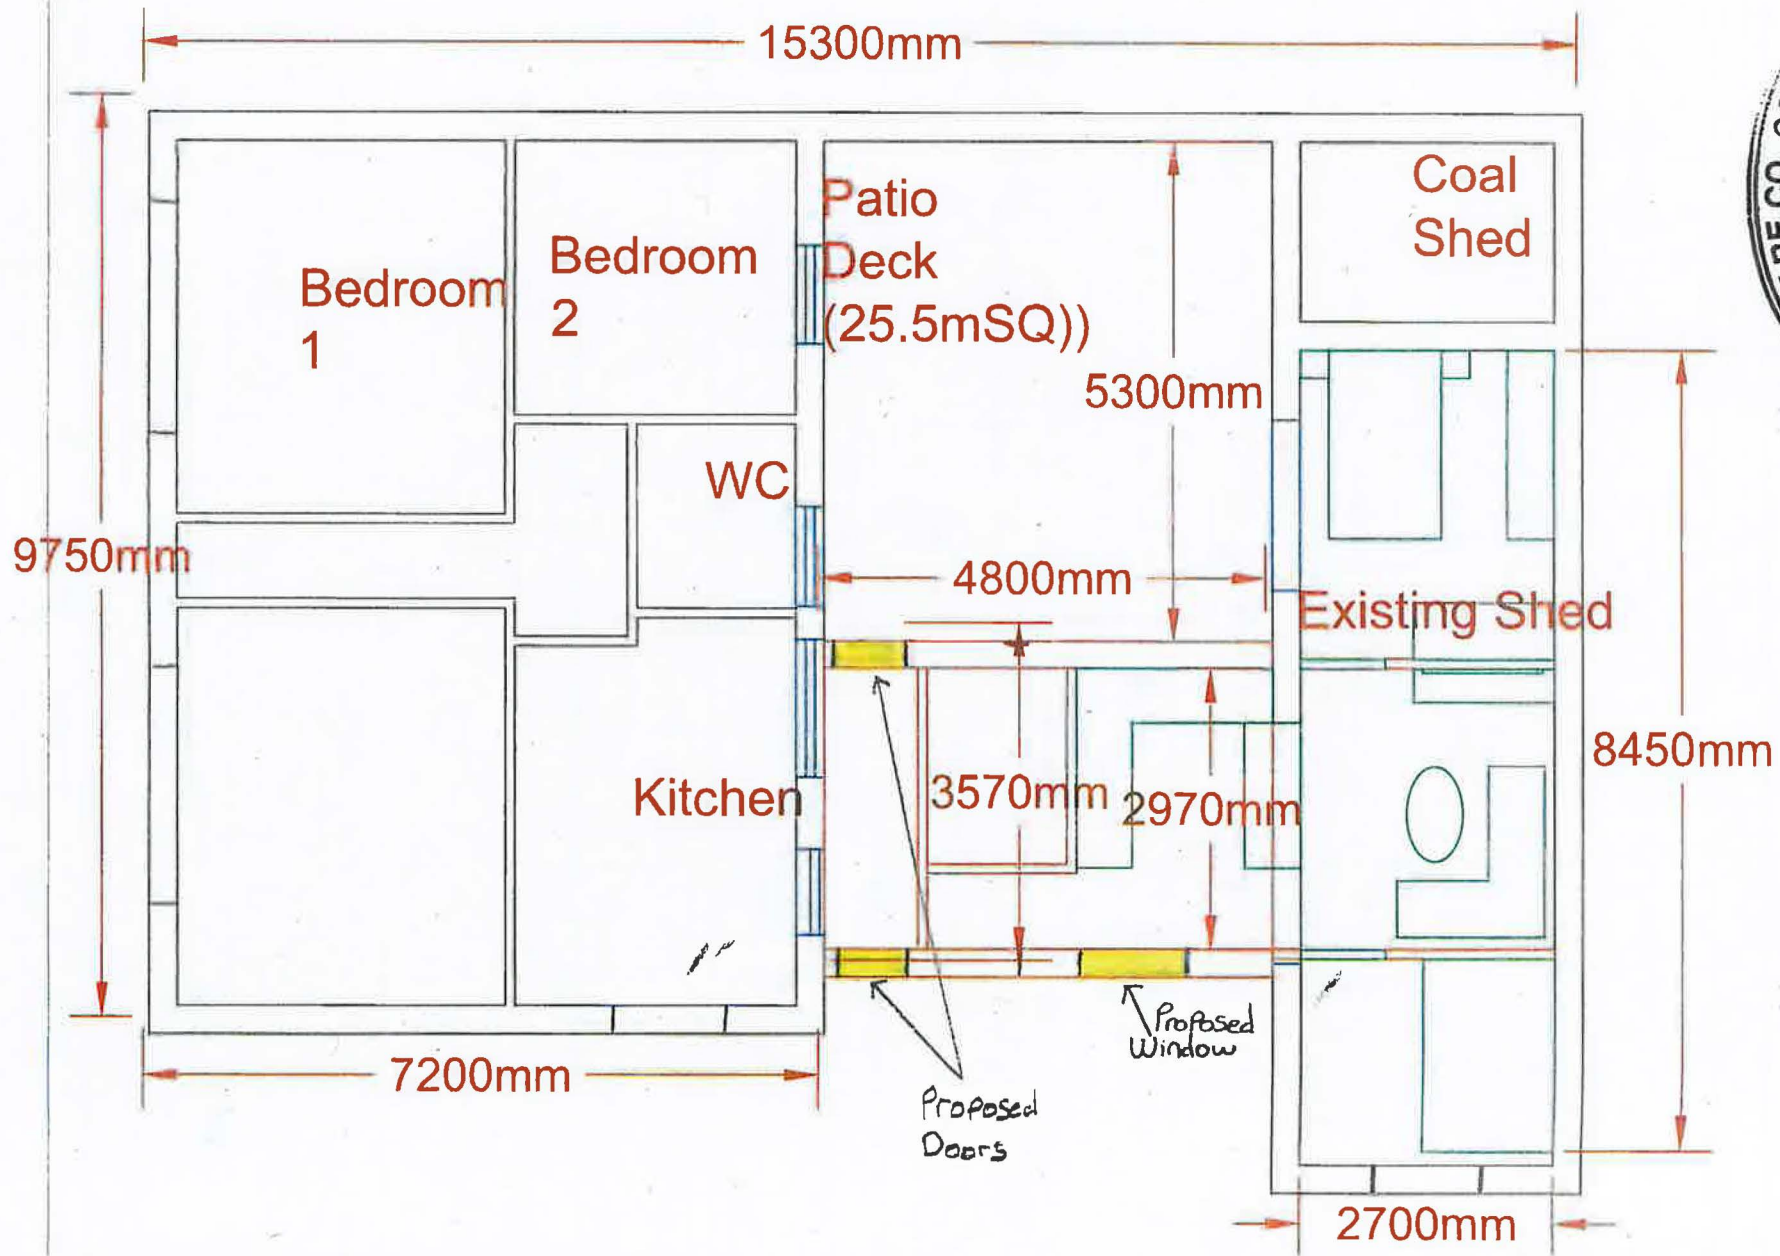 15300mm
Coal
Shed
Patio
Deck
(25.5mSQ))
Bedroom
1
Bedroom
2
5300mm
WC
9750mm
4800mm
Existing Shed
8450mm
Kitchen
3570mm
2970mm
Proposed
Window
7200mm
Proposed
Doors
2700mm